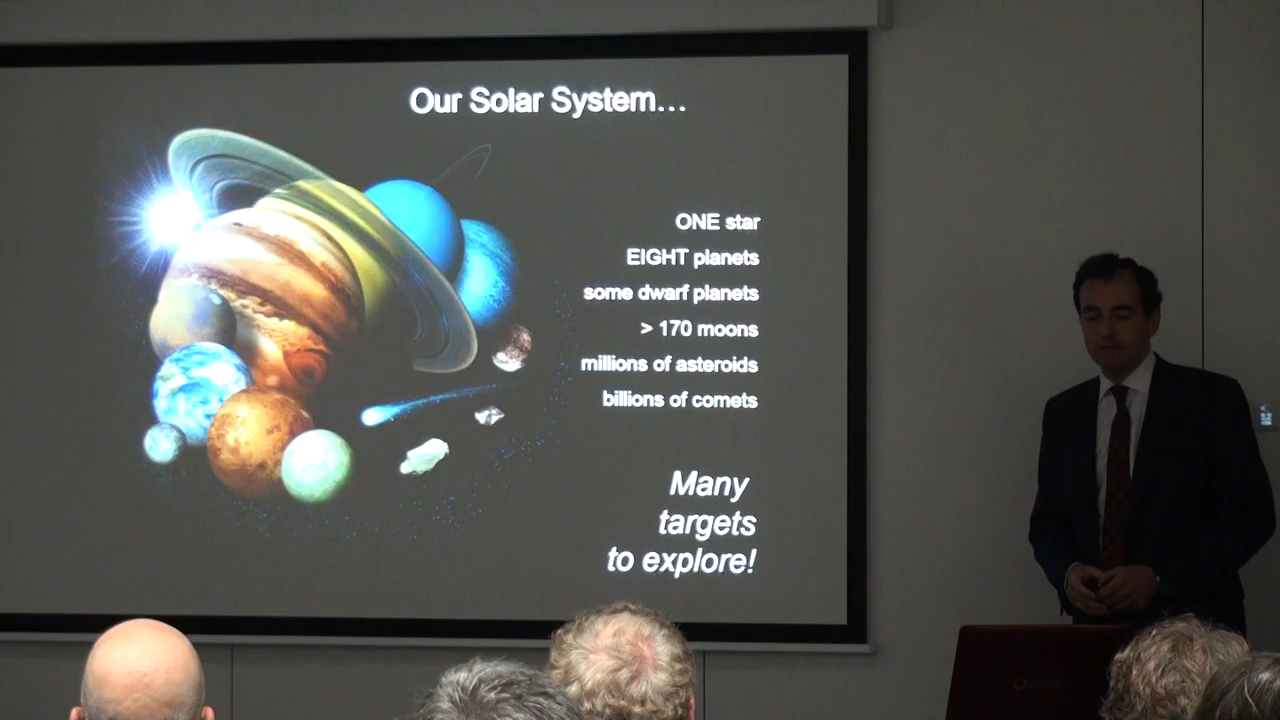 Our Solar System...
ONE star
EIGHT planets
some dwarf planets
> 170 moons
millions of asteroids
billions of comets
Many
targets
to explore!